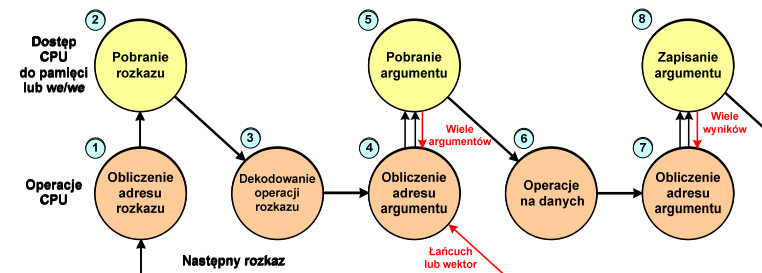 2
5
8
Dostęp
CPU
do pamięci
lub we/we
Pobranie
rozkazu
Pobranie
argumentu
Zapisanie
argumentu
Wiele
argumentów
Wiele
wyników
1
3
4
6
7
Operacje
CPU
Obliczenie
adresu
rozkazu
Dekodowanie
operacji
rozkazu
Obliczenie
adresu
argumentu
Operacje
na danych
Obliczenie
adresu
argumentu
Następny rozkaz
Łańcuch
lub wektor